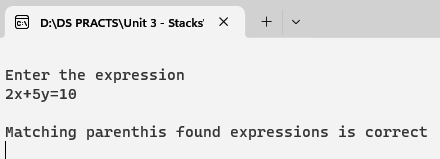 D:\DS PRACTS\Unit 3 - Stacks'
Enter the expression
2x+5y=10
Matching parenthis found expressions is correct